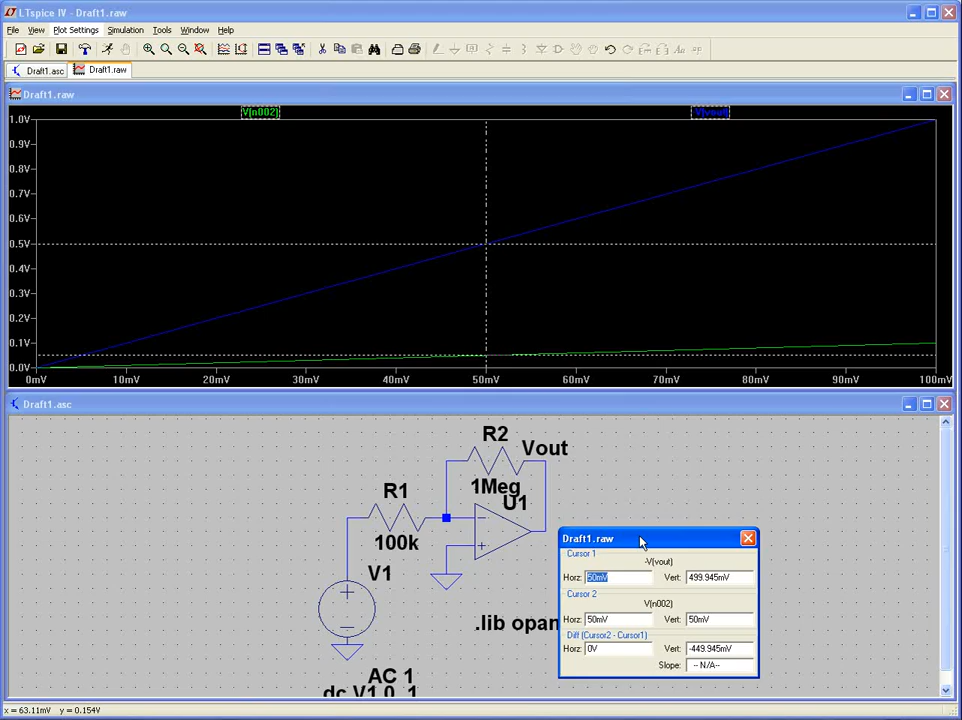 LTspice IV - Draft1.raw
File View Plot Settings Simulation Tools Window Help
Draft1.asc Draft1.raw
Draft1.raw
V(n002) V(vout)
1.0V
0.9V
0.8V
0.7V
0.6V
0.5V
0.4V
0.3V
0.2V
0.1V
0.0V
0mV 10mV 20mV 30mV 40mV 50mV 60mV 70mV 80mV 90mV 100mV
Draft1.asc
R2
Vout
1Meg
U1
R1
100k
V1
.lib opam
AC 1
dc V1 0 .1
Draft1.raw
Cursor 1
-V(vout)
Horz: 50mV Vert: 499.945mV
Cursor 2
V(n002)
Horz: 50mV Vert: 50mV
Diff (Cursor2 - Cursor1)
Horz: 0V Vert: -449.945mV
Slope: -- N/A--
x = 63.11mV y = 0.154V